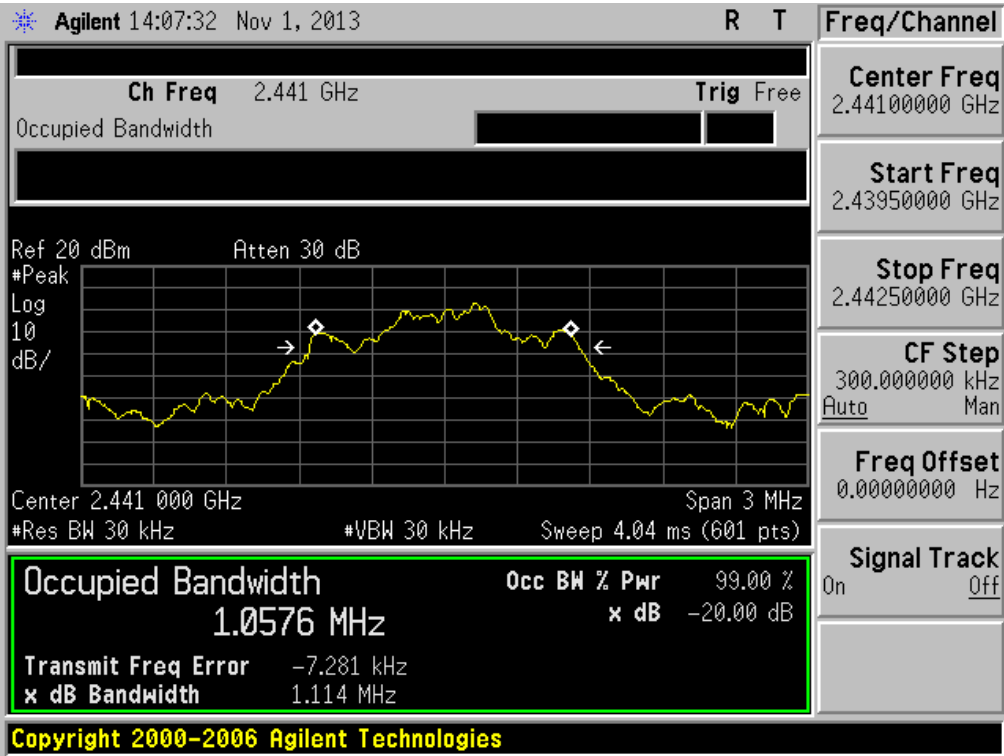 Agilent 14:07:32 Nov 1, 2013 R T
Ch Freq 2.441 GHz Trig Free
Occupied Bandwidth
Ref 20 dBm Atten 30 dB
#Peak
Log
10
dB/
Center 2.441 000 GHz Span 3 MHz
#Res BW 30 kHz #VBW 30 kHz Sweep 4.04 ms (601 pts)
Occupied Bandwidth
1.0576 MHz
Occ BW % Pwr 99.00 %
x dB -20.00 dB
Transmit Freq Error -7.281 kHz
x dB Bandwidth 1.114 MHz
Copyright 2000-2006 Agilent Technologies
Freq/Channel
Center Freq
2.44100000 GHz
Start Freq
2.43950000 GHz
Stop Freq
2.44250000 GHz
CF Step
300.000000 kHz
Auto Man
Freq Offset
0.00000000 Hz
Signal Track
On Off